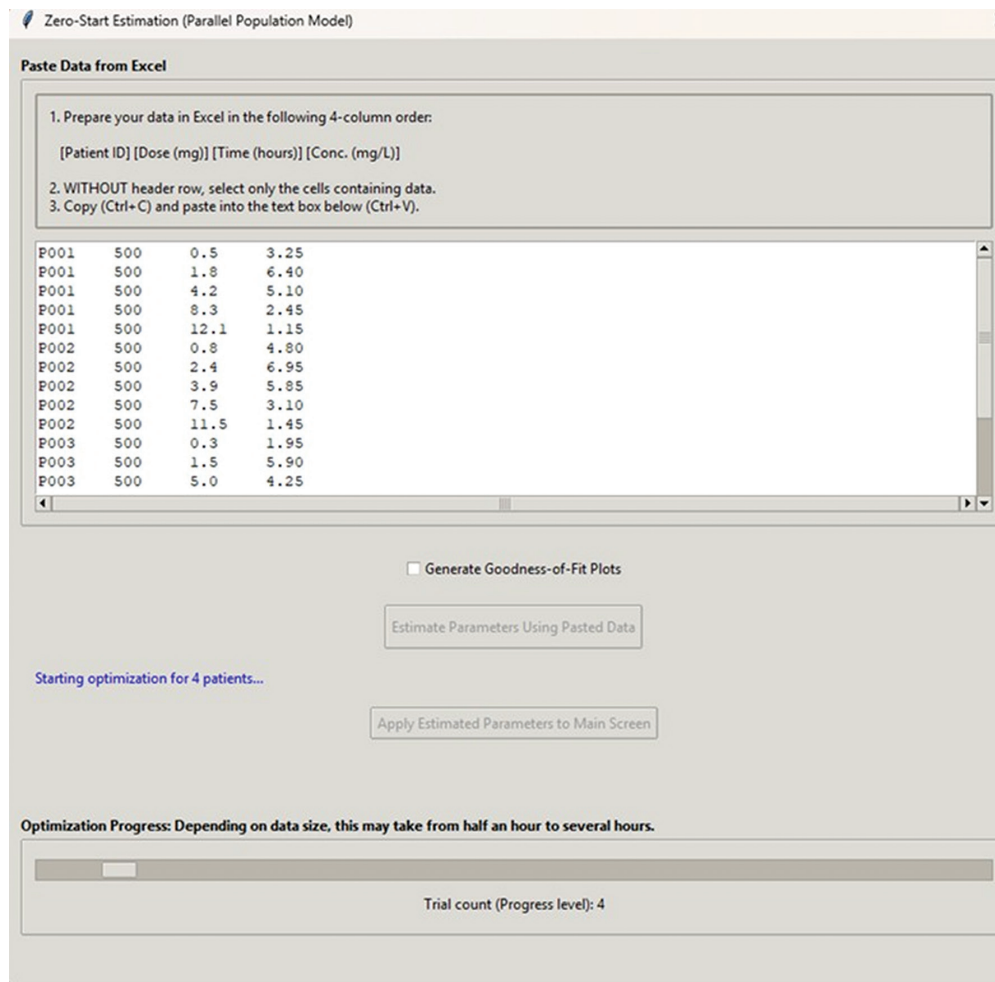 Zero-Start Estimation (Parallel Population Model)
Paste Data from Excel
1. Prepare your data in Excel in the following 4-column order:
[Patient ID] [Dose (mg)] [Time (hours)] [Conc. (mg/L)]
2. WITHOUT header row, select only the cells containing data.
3. Copy (Ctrl+C) and paste into the text box below (Ctrl+V).
P001 500 0.5 3.25
P001 500 1.8 6.40
P001 500 4.2 5.10
P001 500 8.3 2.45
P001 500 12.1 1.15
P002 500 0.8 4.80
P002 500 2.4 6.95
P002 500 3.9 5.85
P002 500 7.5 3.10
P002 500 11.5 1.45
P003 500 0.3 1.95
P003 500 1.5 5.90
P003 500 5.0 4.25
Generate Goodness-of-Fit Plots
Estimate Parameters Using Pasted Data
Starting optimization for 4 patients...
Apply Estimated Parameters to Main Screen
Optimization Progress: Depending on data size, this may take from half an hour to several hours.
Trial count (Progress level): 4